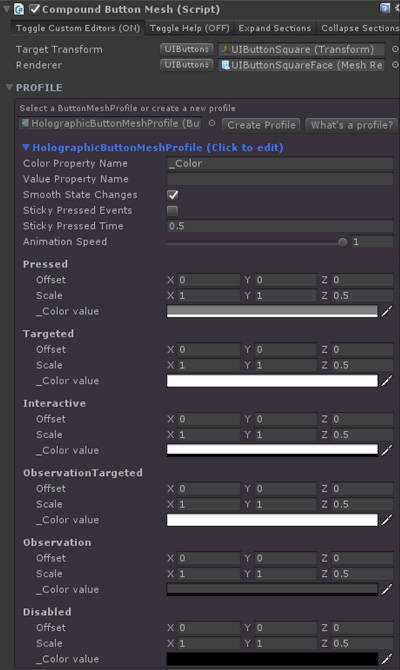 Compound Button Mesh (Script)
Toggle Custom Editors (ON) Toggle Help (OFF) Expand Sections Collapse Sections
Target Transform UIButton: UIButtonSquare (Transform)
Renderer UIButton: UIButtonSquareFace (Mesh Re
PROFILE
Select a ButtonMeshProfile or create a new profile
HolographicButtonMeshProfile (Bu Create Profile What's a profile?
HolographicButtonMeshProfile (Click to edit)
Color Property Name _Color
Value Property Name
Smooth State Changes
Sticky Pressed Events
Sticky Pressed Time 0.5
Animation Speed 1
Pressed
Offset X 0 Y 0 Z 0
Scale X 1 Y 1 Z 0.5
_Color value
Targeted
Offset X 0 Y 0 Z 0
Scale X 1 Y 1 Z 0.5
_Color value
Interactive
Offset X 0 Y 0 Z 0
Scale X 1 Y 1 Z 0.5
_Color value
ObservationTargeted
Offset X 0 Y 0 Z 0
Scale X 1 Y 1 Z 0.5
_Color value
Observation
Offset X 0 Y 0 Z 0
Scale X 1 Y 1 Z 0.5
_Color value
Disabled
Offset X 0 Y 0 Z 0
Scale X 1 Y 1 Z 0.5
_Color value